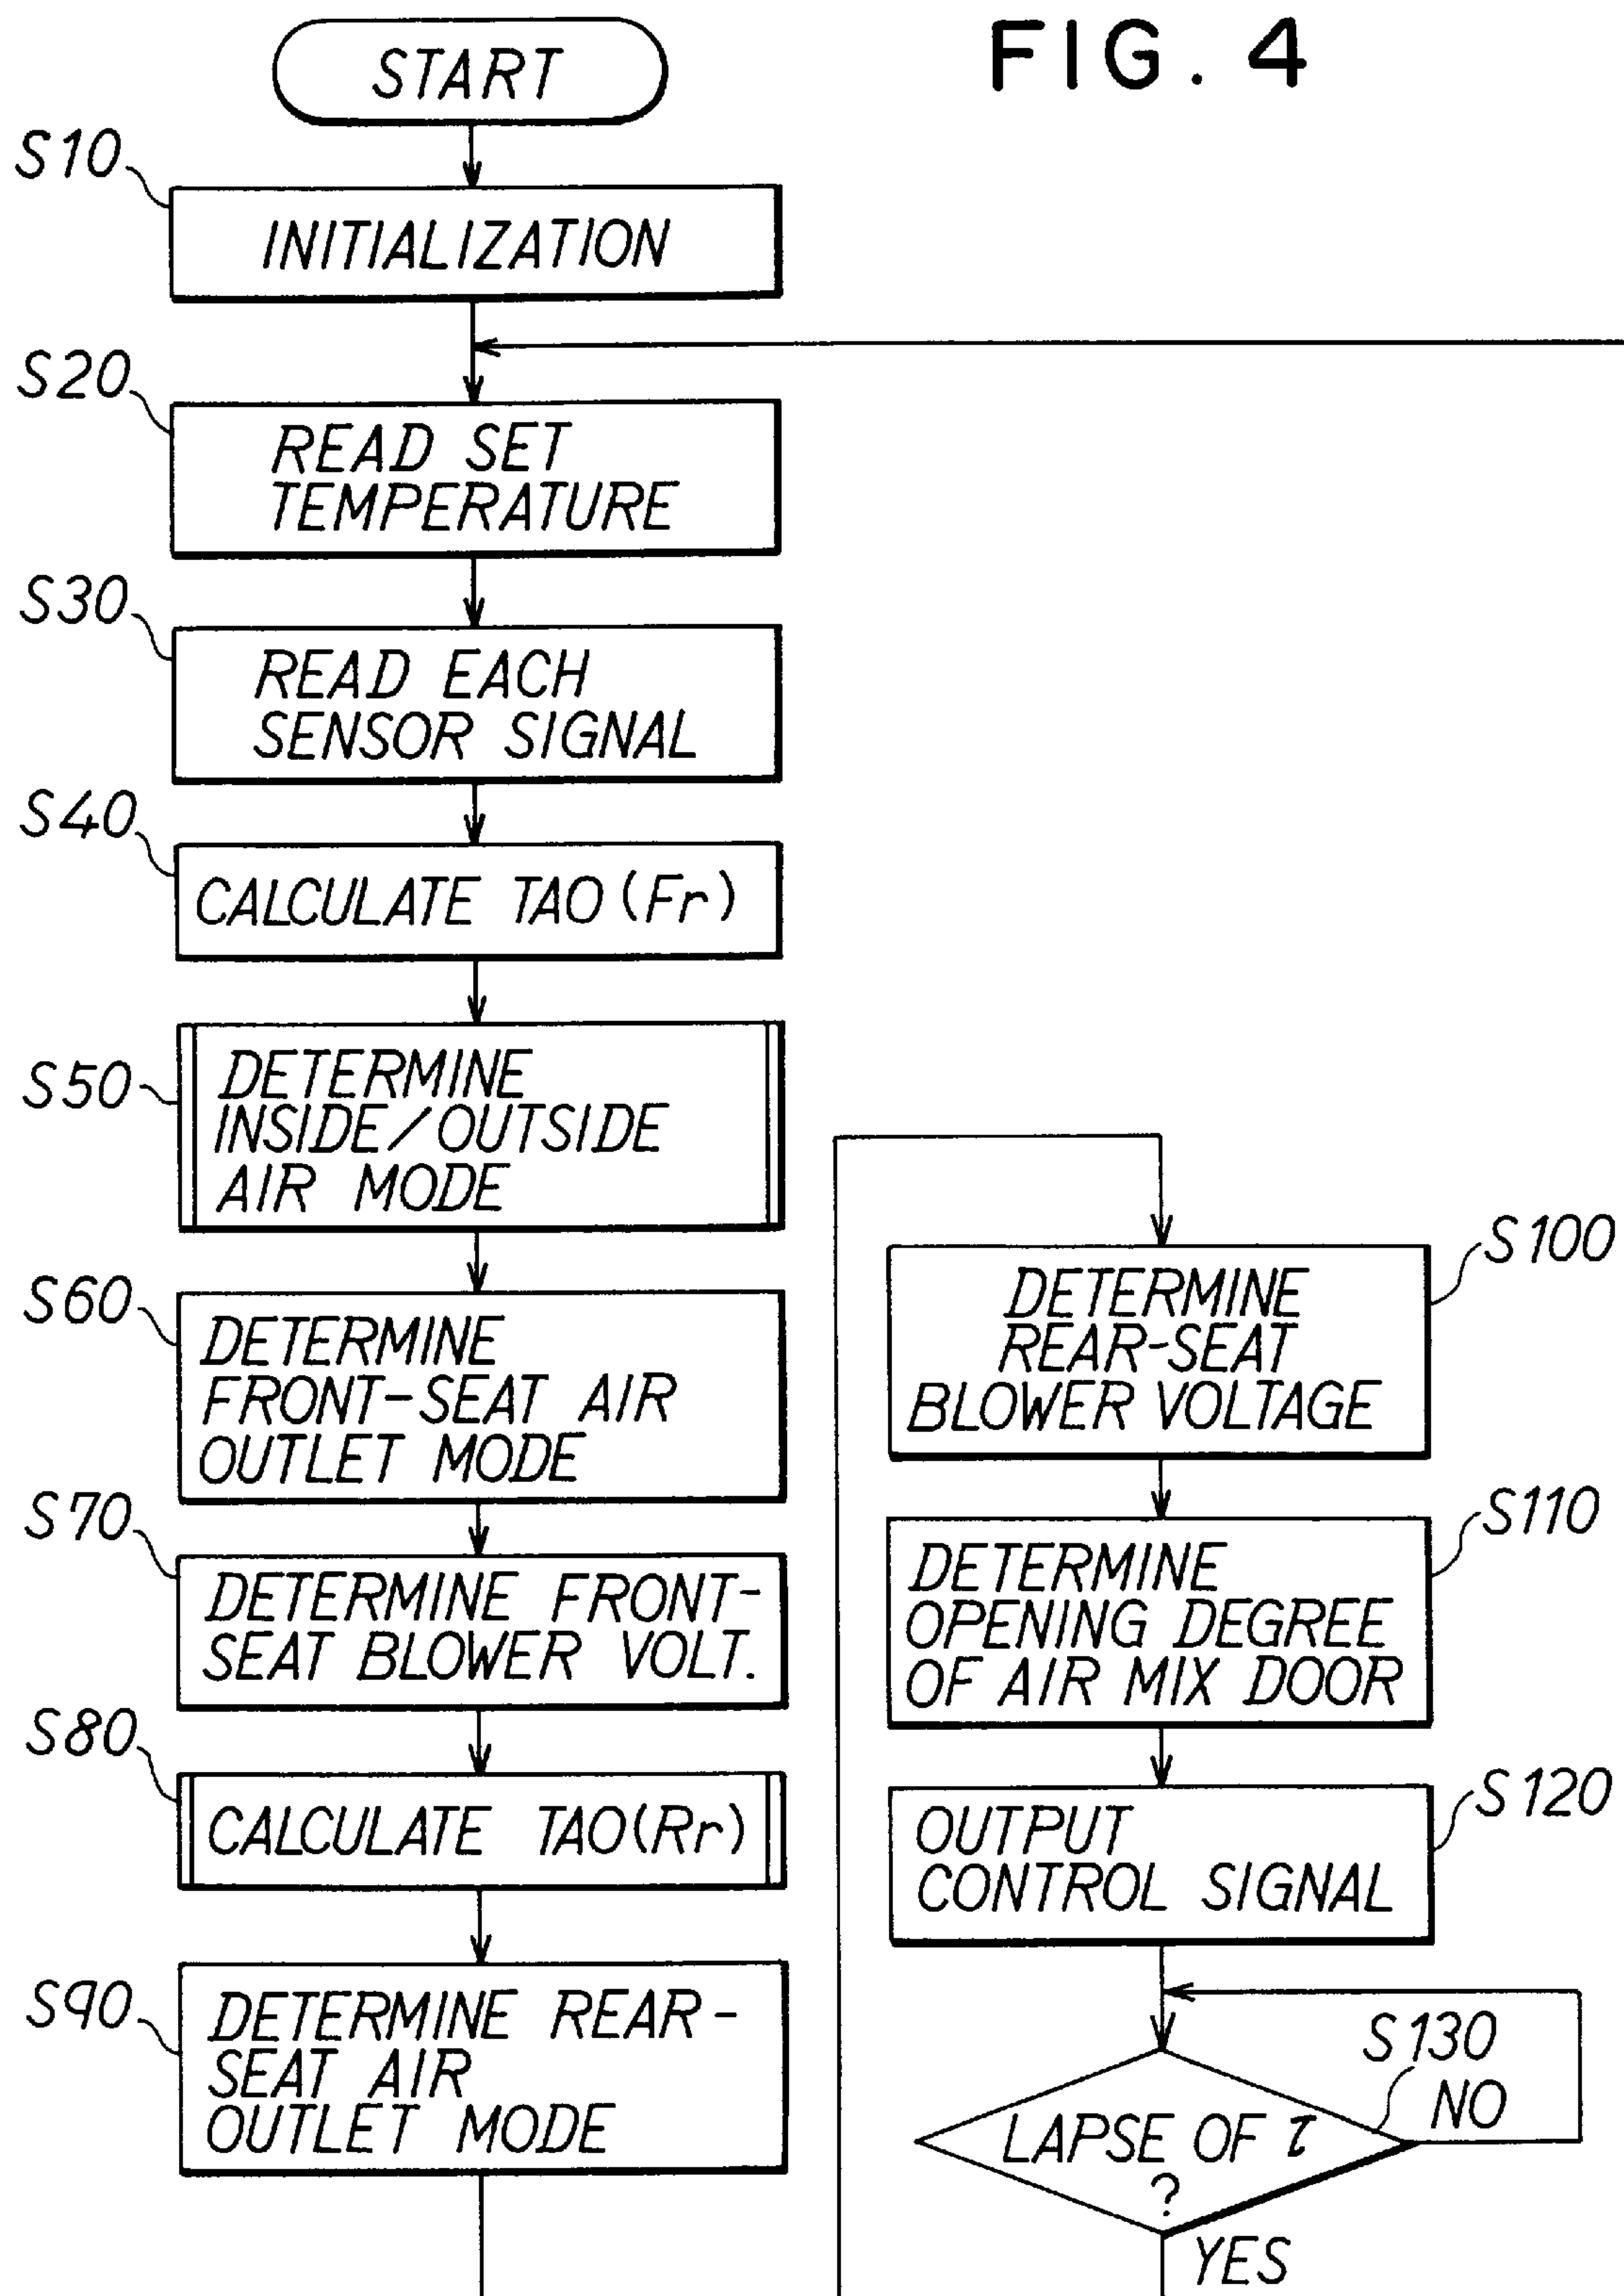 FIG. 4
START
S10
INITIALIZATION
S20
READ SET
TEMPERATURE
S30
READ EACH
SENSOR SIGNAL
S40
CALCULATE TAO (Fr)
S50
DETERMINE
INSIDE/OUTSIDE
AIR MODE
S60
DETERMINE
FRONT-SEAT AIR
OUTLET MODE
S70
DETERMINE FRONT-
SEAT BLOWER VOLT.
S80
CALCULATE TAO(Rr)
S90
DETERMINE REAR-
SEAT AIR
OUTLET MODE
S100
DETERMINE
REAR-SEAT
BLOWER VOLTAGE
S110
DETERMINE
OPENING DEGREE
OF AIR MIX DOOR
S120
OUTPUT
CONTROL SIGNAL
S130
NO
LAPSE OF τ
?
YES